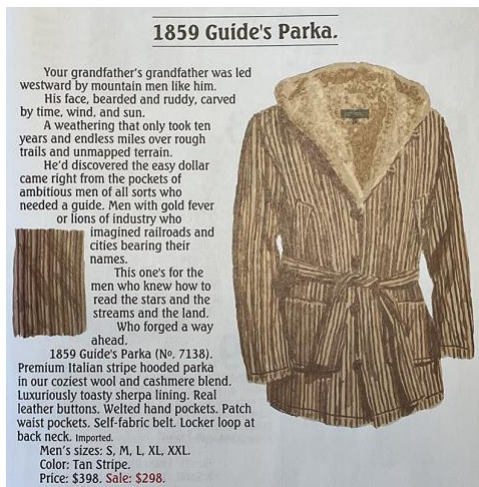 1859 Guide's Parka.
Your grandfather's grandfather was led
westward by mountain men like him.
His face, bearded and ruddy, carved
by time, wind, and sun.
A weathering that only took ten
years and endless miles over rough
trails and unmapped terrain.
He'd discovered the easy dollar
came right from the pockets of
ambitious men of all sorts who
needed a guide. Men with gold fever
or lions of industry who
imagined railroads and
cities bearing their
names.
This one's for the
men who knew how to
read the stars and the
streams and the land.
Who forged a way
ahead.
1859 Guide's Parka (Nº. 7138).
Premium Italian stripe hooded parka
in our coziest wool and cashmere blend.
Luxuriously toasty sherpa lining. Real
leather buttons. Welted hand pockets. Patch
waist pockets. Self-fabric belt. Locker loop at
back neck. Imported.
Men's sizes: S, M, L, XL, XXL.
Color: Tan Stripe.
Price: $398. Sale: $298.